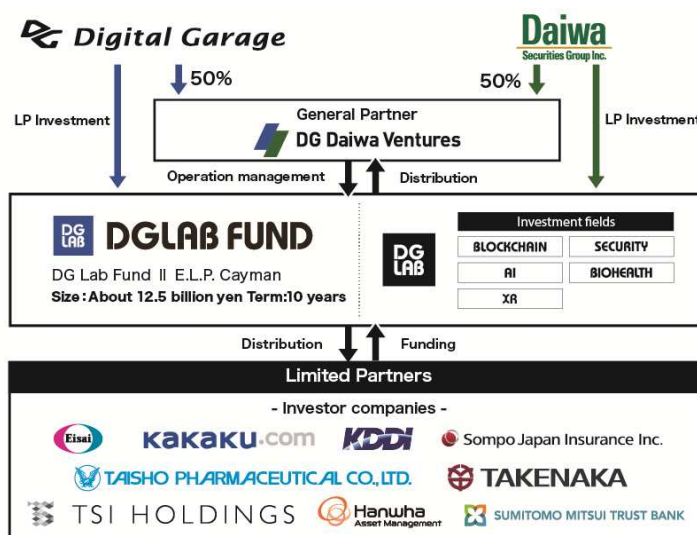 DG Digital Garage
Daiwa
Securities Group Inc.
50%
50%
LP Investment
General Partner
LP Investment
DG Daiwa Ventures
Operation management
Distribution
DG LAB
DGLAB FUND
DG LAB
Investment fields
BLOCKCHAIN
SECURITY
AI
BIOHEALTH
XR
DG Lab Fund II E.L.P. Cayman
Size : About 12.5 billion yen Term:10 years
Distribution
Funding
Limited Partners
- Investor companies -
Eisai
kakaku.com
KDDI
Sompo Japan Insurance Inc.
TAISHO PHARMACEUTICAL CO.,LTD.
TAKENAKA
TSI HOLDINGS
Hanwha
Asset Management
SUMITOMO MITSUI TRUST BANK